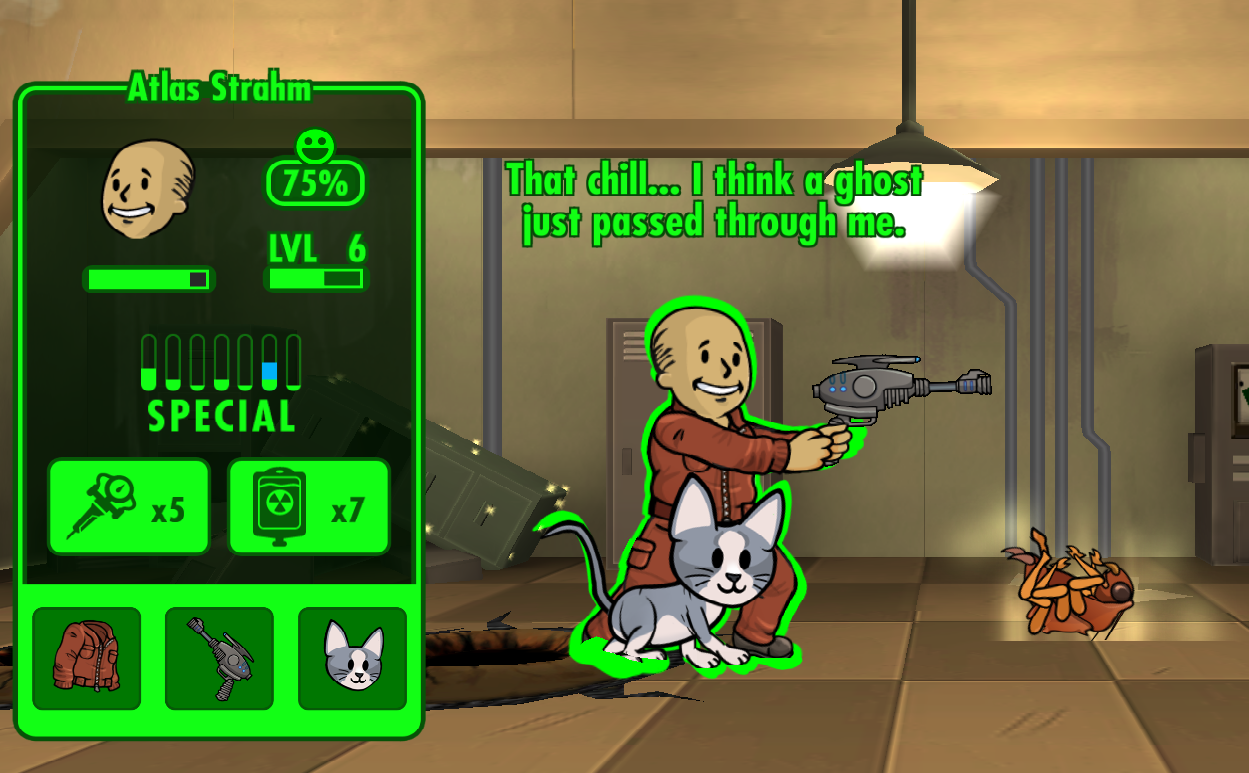 Atlas Strahm
75%
LVL 6
SPECIAL
x5
x7
That chill... I think a ghost
just passed through me.